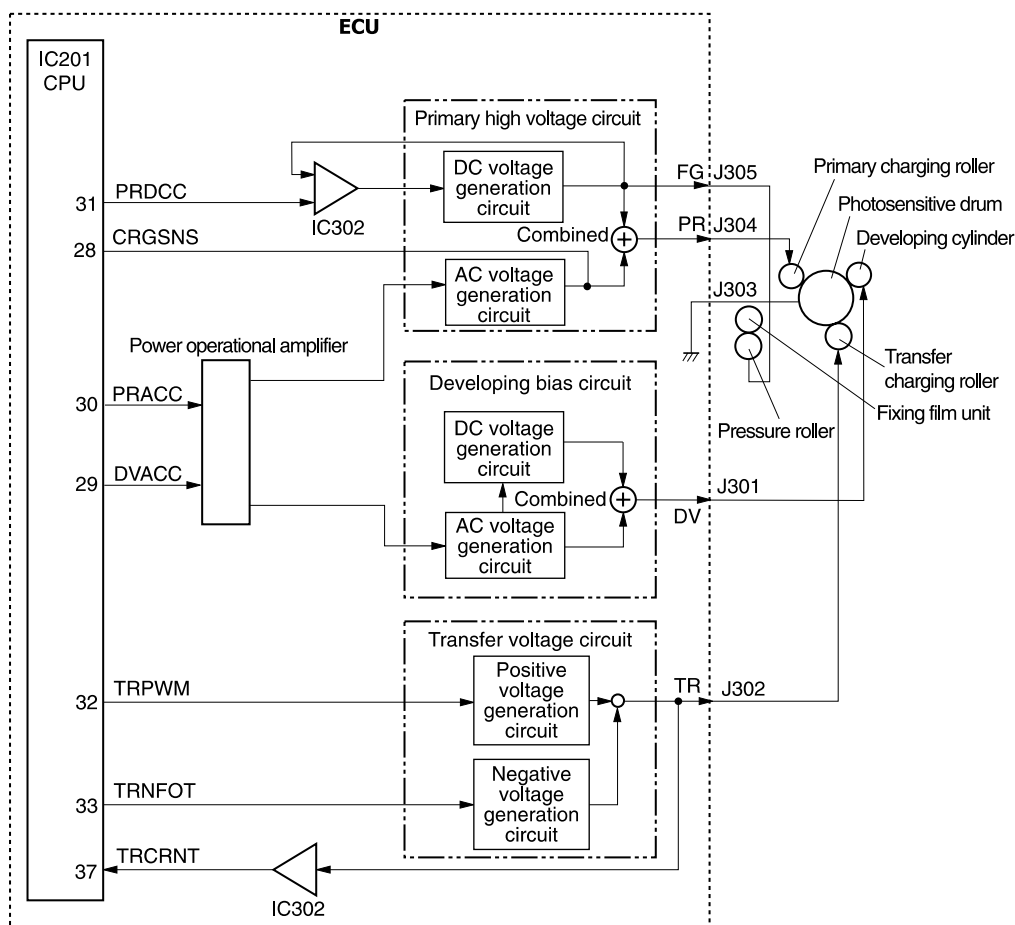 ECU
IC201
CPU
Primary high voltage circuit
DC voltage
generation
circuit
FG
J305
Primary charging roller
31
PRDCC
IC302
Photosensitive drum
28
CRGSNS
Combined
PR
J304
Developing cylinder
AC voltage
generation
circuit
J303
Power operational amplifier
Transfer
charging roller
30
PRACC
Developing bias circuit
Fixing film unit
Pressure roller
DC voltage
generation
circuit
29
DVACC
Combined
J301
DV
AC voltage
generation
circuit
Transfer voltage circuit
Positive
voltage
generation
circuit
TR
J302
32
TRPWM
Negative
voltage
generation
circuit
33
TRNFOT
37
TRCRNT
IC302